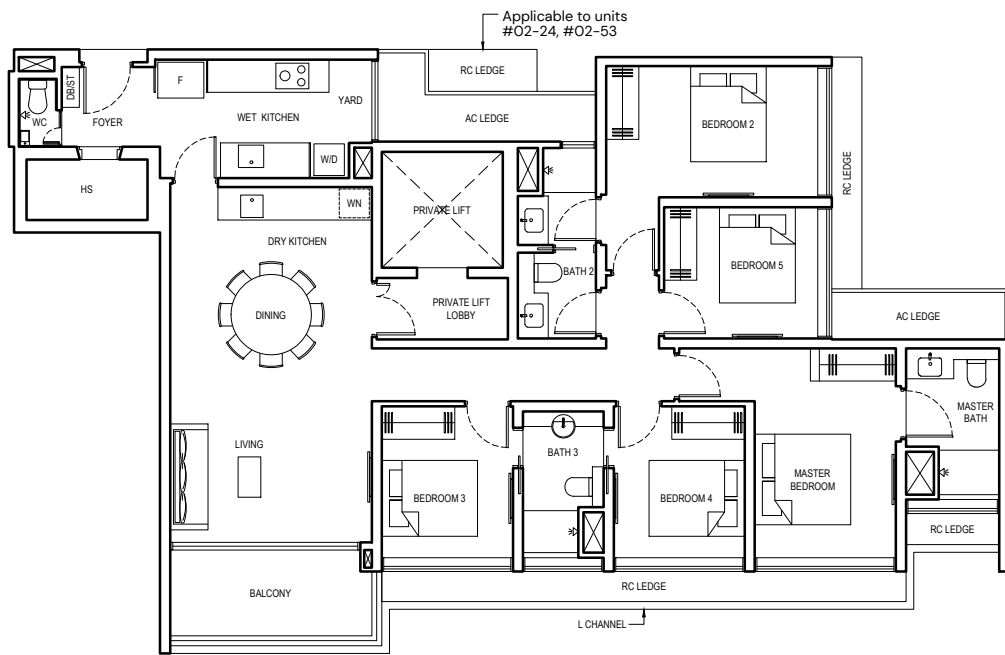 Applicable to units
#02-24, #02-53
RC LEDGE
DB/ST
F
YARD
WC
FOYER
WET KITCHEN
AC LEDGE
BEDROOM 2
W/D
RC LEDGE
HS
WN
PRIVATE LIFT
DRY KITCHEN
BEDROOM 5
BATH 2
PRIVATE LIFT
LOBBY
DINING
AC LEDGE
MASTER
BATH
LIVING
BATH 3
BEDROOM 3
BEDROOM 4
MASTER
BEDROOM
RC LEDGE
RC LEDGE
BALCONY
L CHANNEL